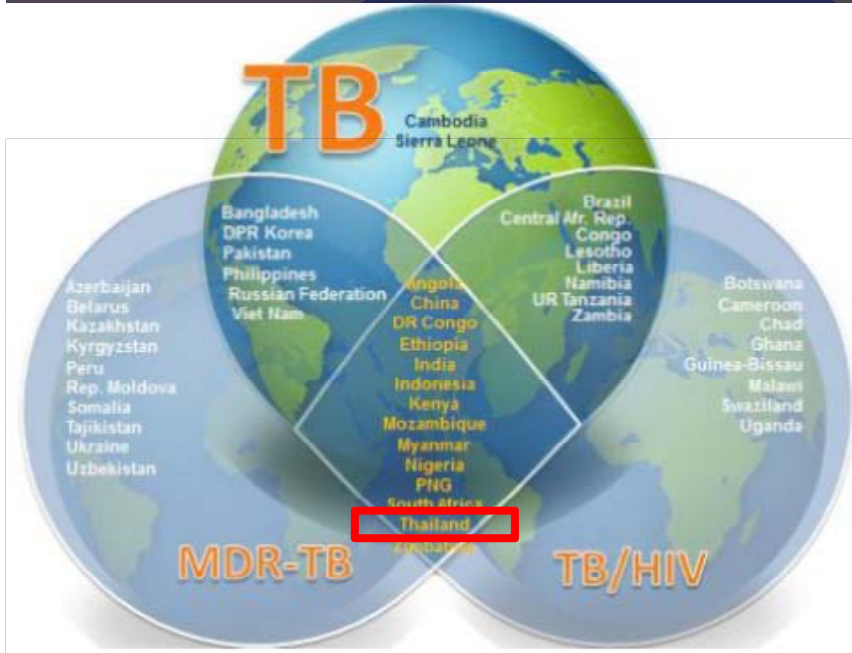 TB
Cambodia
Sierra Leone
Bangladesh
DPR Korea
Pakistan
Philippines
Russian Federation
Viet Nam
Brazil
Central Afr. Rep.
Congo
Lesotho
Liberia
Namibia
UR Tanzania
Zambia
Azerbaijan
Belarus
Kazakhstan
Kyrgyzstan
Peru
Rep. Moldova
Somalia
Tajikistan
Ukraine
Uzbekistan
Angola
China
DR Congo
Ethiopia
India
Indonesia
Kenya
Mozambique
Myanmar
Nigeria
PNG
South Africa
Thailand
Zimbabwe
Botswana
Cameroon
Chad
Ghana
Guinea-Bissau
Malawi
Swaziland
Uganda
MDR-TB
TB/HIV